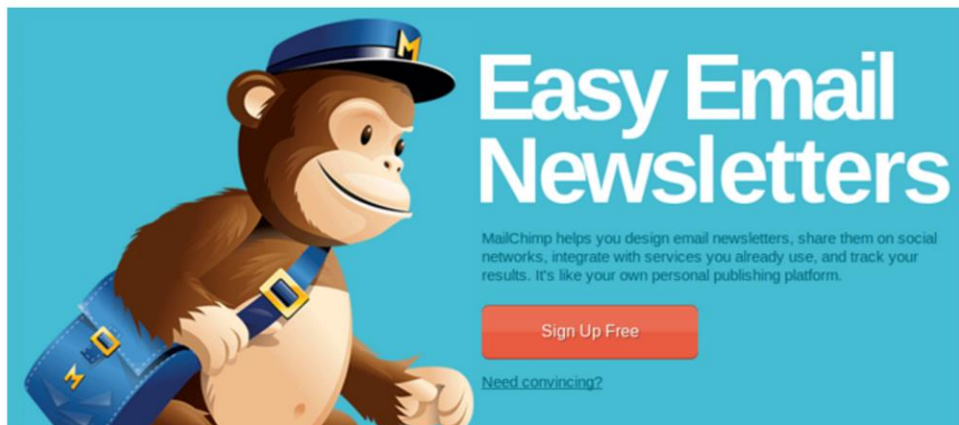 M
Easy Email
Newsletters
MailChimp helps you design email newsletters, share them on social
networks, integrate with services you already use, and track your
results. It's like your own personal publishing platform.
Sign Up Free
Need convincing?
M